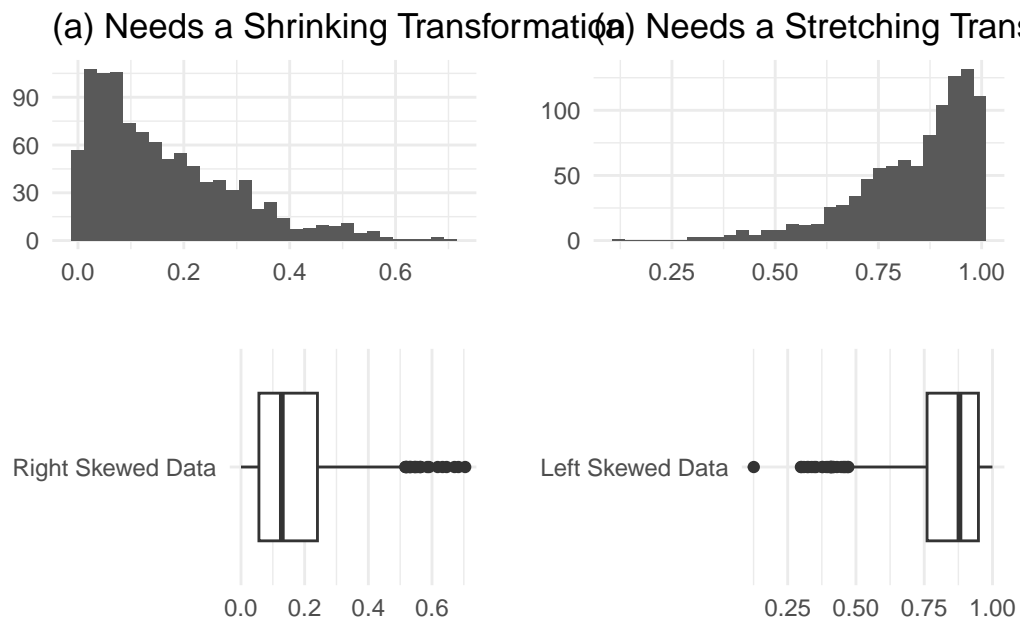 (a) Needs a Shrinking Transformation
Needs a Stretching Trans
90
60
30
0
0.0 0.2 0.4 0.6
100
50
0
0.25 0.50 0.75 1.00
Right Skewed Data
0.0 0.2 0.4 0.6
Left Skewed Data
0.25 0.50 0.75 1.00